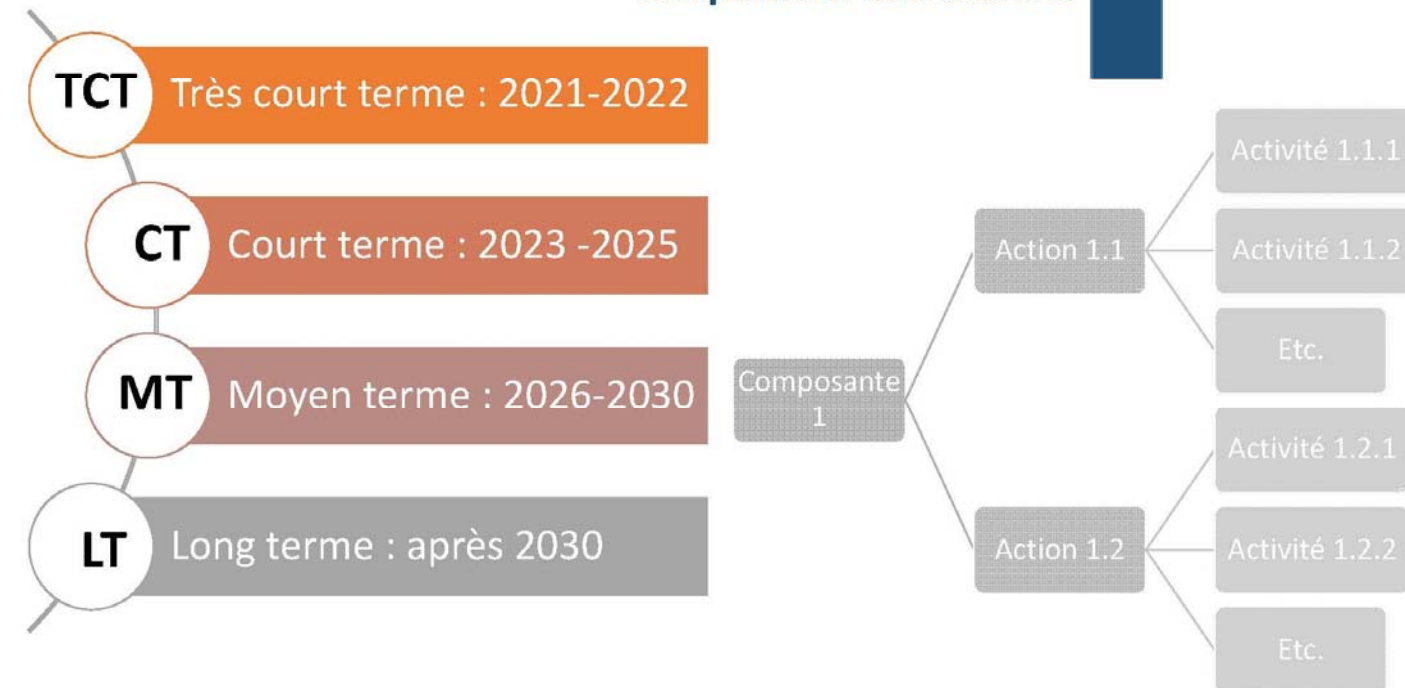 TCT
Très court terme : 2021-2022
CT
Court terme : 2023 -2025
MT
Moyen terme : 2026-2030
LT
Long terme : après 2030
Composante
1
Action 1.1
Activité 1.1.1
Activité 1.1.2
Etc.
Action 1.2
Activité 1.2.1
Activité 1.2.2
Etc.